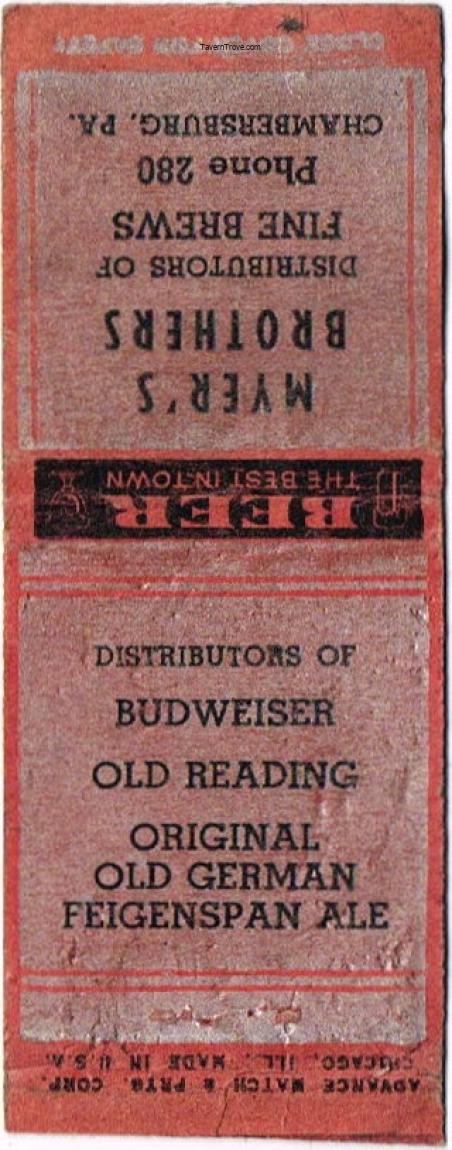 TavernTrove.com
CHAMBERSBURG, PA.
Phone 280
FINE BREWS
DISTRIBUTORS OF
BROTHERS
MYER'S
THE BEST IN TOWN
BEER
DISTRIBUTORS OF
BUDWEISER
OLD READING
ORIGINAL
OLD GERMAN
FEIGENSPAN ALE
CHICAGO, ILL. MADE IN U.S.A.
ADVANCE MATCH & PRTG. CORP.